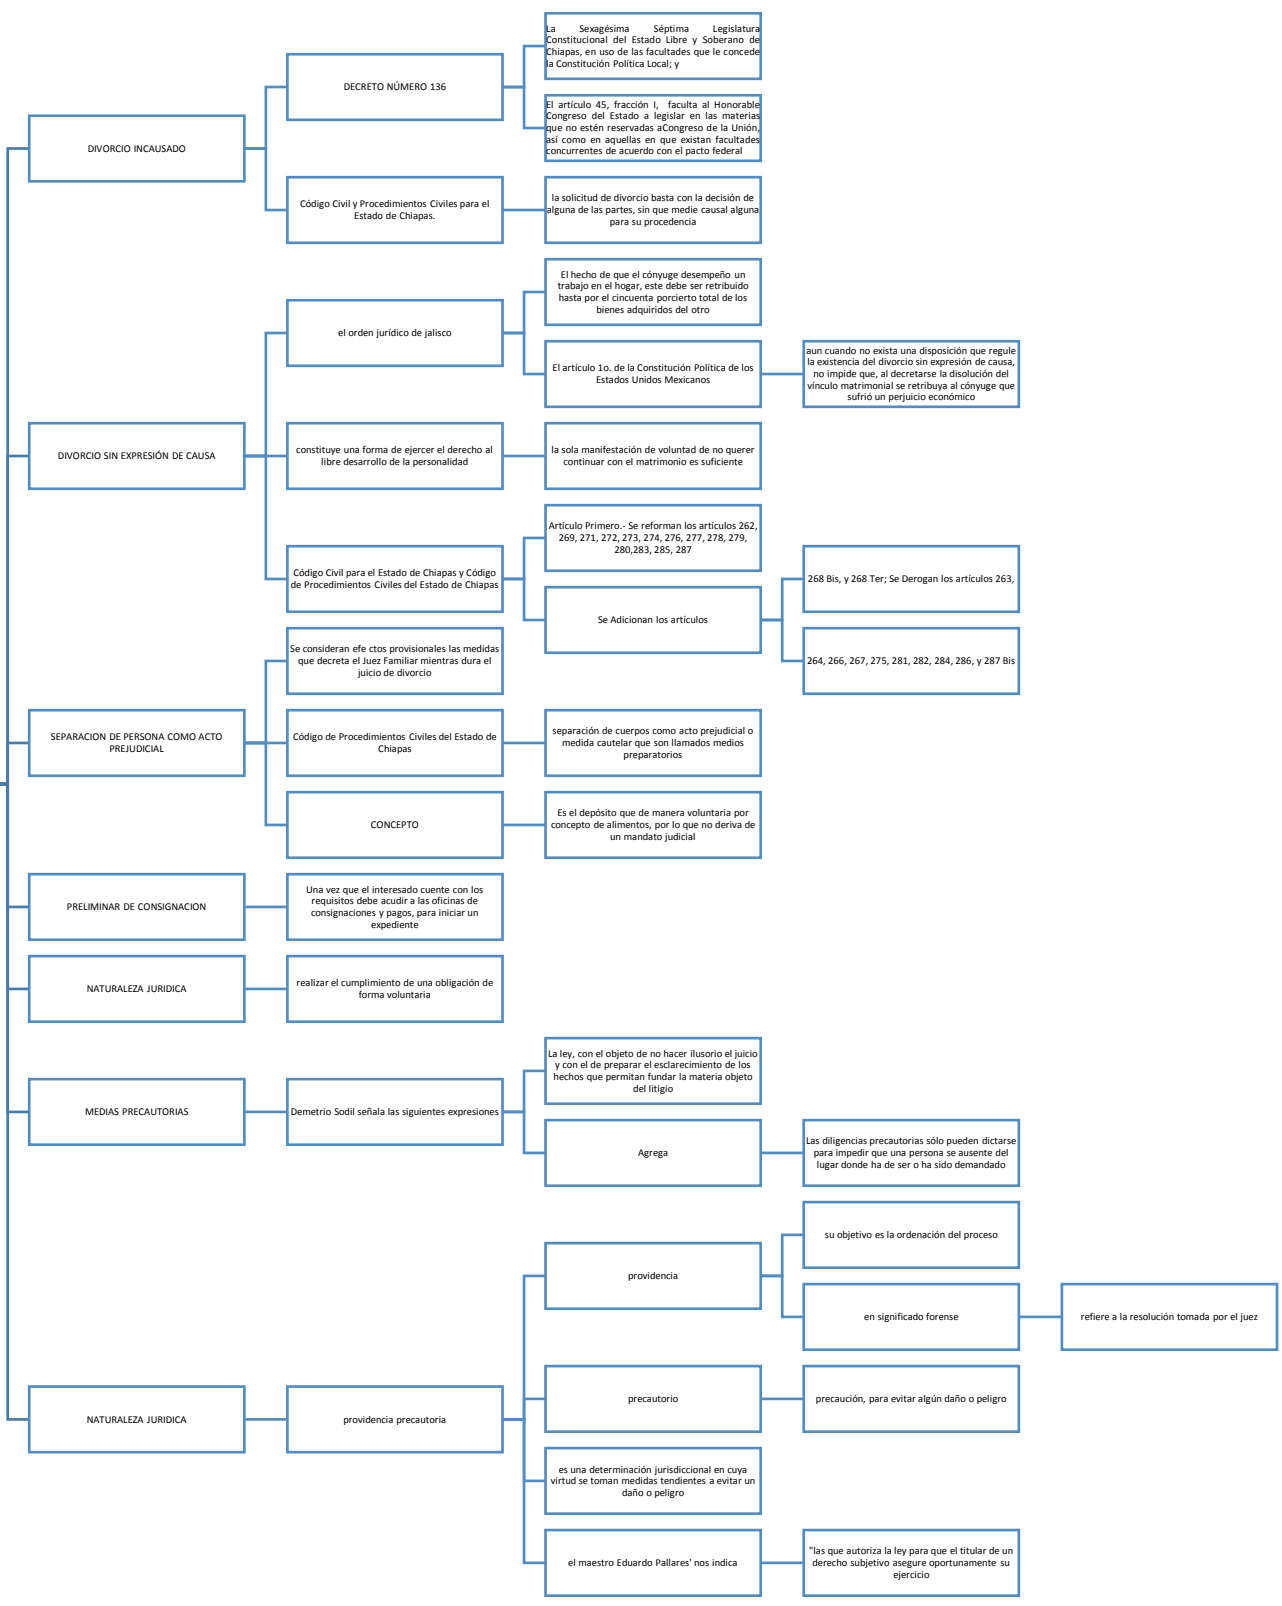 DIVORCIO INCAUSADO
DECRETO NÚMERO 136
La Sexagésima Séptima Legislatura
Constitucional del Estado Libre y Soberano de
Chiapas, en uso de las facultades que le concede
la Constitución Política Local; y
El artículo 45, fracción I, faculta al Honorable
Congreso del Estado a legislar en las materias
que no estén reservadas aCongreso de la Unión,
así como en aquellas en que existan facultades
concurrentes de acuerdo con el pacto federal
Código Civil y Procedimientos Civiles para el
Estado de Chiapas.
la solicitud de divorcio basta con la decisión de
alguna de las partes, sin que medie causal alguna
para su procedencia
DIVORCIO SIN EXPRESIÓN DE CAUSA
el orden jurídico de jalisco
El hecho de que el cónyuge desempeño un
trabajo en el hogar, este debe ser retribuido
hasta por el cincuenta porcierto total de los
bienes adquiridos del otro
El artículo 1o. de la Constitución Política de los
Estados Unidos Mexicanos
aun cuando no exista una disposición que regule
la existencia del divorcio sin expresión de causa,
no impide que, al decretarse la disolución del
vínculo matrimonial se retribuya al cónyuge que
sufrió un perjuicio económico
constituye una forma de ejercer el derecho al
libre desarrollo de la personalidad
la sola manifestación de voluntad de no querer
continuar con el matrimonio es suficiente
Código Civil para el Estado de Chiapas y Código
de Procedimientos Civiles del Estado de Chiapas
Artículo Primero.- Se reforman los artículos 262,
269, 271, 272, 273, 274, 276, 277, 278, 279,
280,283, 285, 287
Se Adicionan los artículos
268 Bis, y 268 Ter; Se Derogan los artículos 263,
264, 266, 267, 275, 281, 282, 284, 286, y 287 Bis
SEPARACION DE PERSONA COMO ACTO
PREJUDICIAL
Se consideran efe ctos provisionales las medidas
que decreta el Juez Familiar mientras dura el
juicio de divorcio
Código de Procedimientos Civiles del Estado de
Chiapas
separación de cuerpos como acto prejudicial o
medida cautelar que son llamados medios
preparatorios
CONCEPTO
Es el depósito que de manera voluntaria por
concepto de alimentos, por lo que no deriva de
un mandato judicial
PRELIMINAR DE CONSIGNACION
Una vez que el interesado cuente con los
requisitos debe acudir a las oficinas de
consignaciones y pagos, para iniciar un
expediente
NATURALEZA JURIDICA
realizar el cumplimiento de una obligación de
forma voluntaria
MEDIAS PRECAUTORIAS
Demetrio Sodil señala las siguientes expresiones
La ley, con el objeto de no hacer ilusorio el juicio
y con el de preparar el esclarecimiento de los
hechos que permitan fundar la materia objeto
del litigio
Agrega
Las diligencias precautorias sólo pueden dictarse
para impedir que una persona se ausente del
lugar donde ha de ser o ha sido demandado
NATURALEZA JURIDICA
providencia precautoria
providencia
su objetivo es la ordenación del proceso
en significado forense
refiere a la resolución tomada por el juez
precautorio
precaución, para evitar algún daño o peligro
es una determinación jurisdiccional en cuya
virtud se toman medidas tendientes a evitar un
daño o peligro
el maestro Eduardo Pallares' nos indica
"las que autoriza la ley para que el titular de un
derecho subjetivo asegure oportunamente su
ejercicio